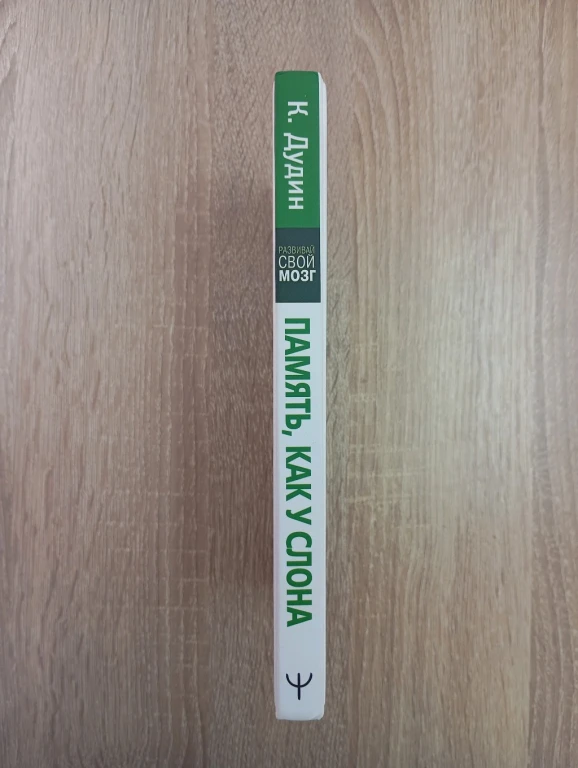 К. Дудин
РАЗВИВАЙ
СВОЙ
МОЗГ
ПАМЯТЬ, КАК У СЛОНА